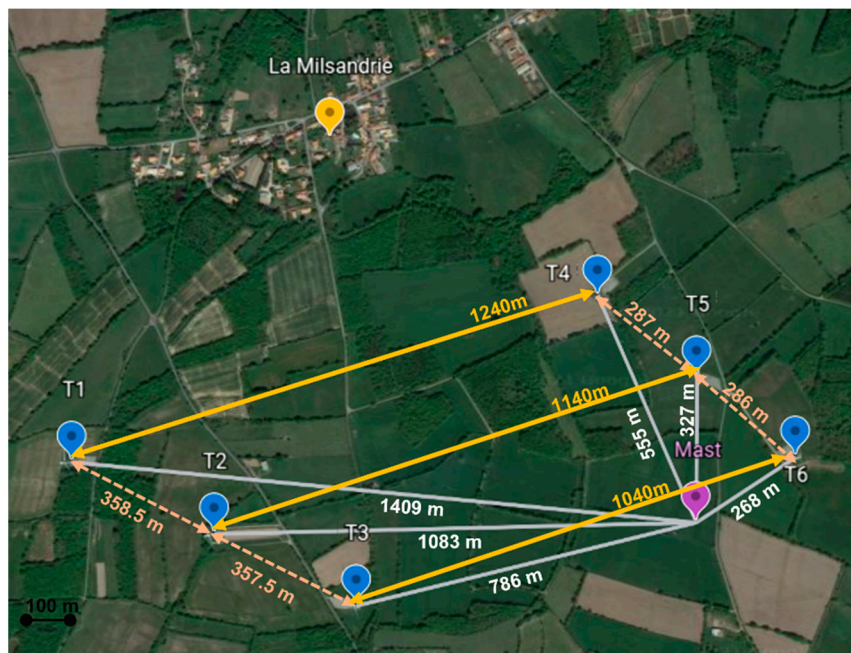 La Milsandrie
T4
1240m
287 m
T5
T1
1140m
286 m
327 m
555 m
T2
Mast
T6
358.5 m
1409 m
1040m
268 m
1083 m
T3
357.5 m
786 m
100 m